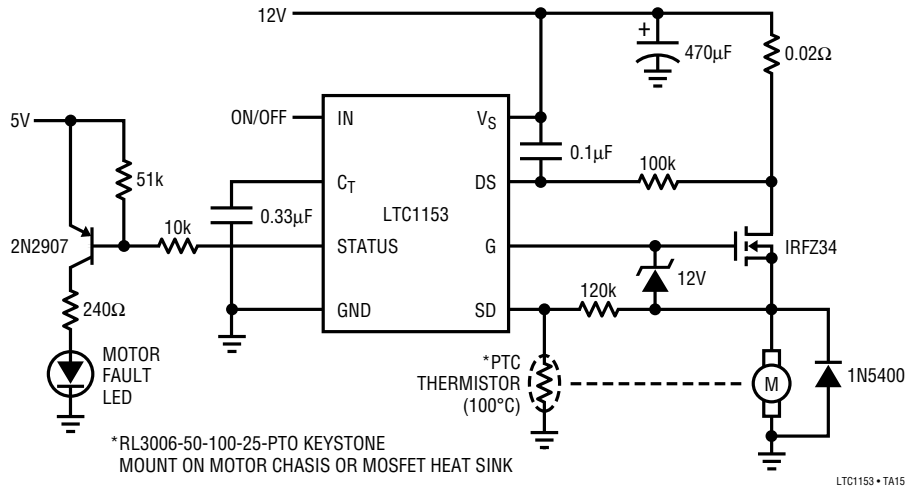 12V
+
470µF
0.02Ω
5V
ON/OFF
IN
VS
51k
0.1µF
100k
CT
DS
0.33µF
LTC1153
10k
2N2907
STATUS
G
IRFZ34
12V
240Ω
120k
GND
SD
MOTOR
FAULT
LED
*PTC
THERMISTOR
(100°C)
M
1N5400
*RL3006-50-100-25-PTO KEYSTONE
MOUNT ON MOTOR CHASIS OR MOSFET HEAT SINK
LTC1153 • TA15